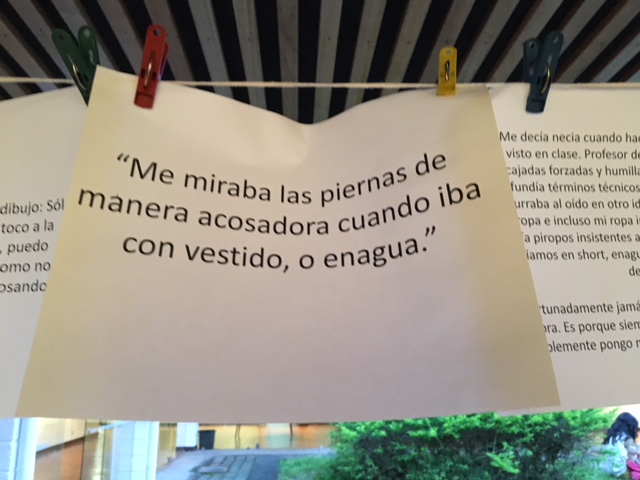 “Me miraba las piernas de
manera acosadora cuando iba
con vestido, o enagua.”
dibujo: Sól
toco a la
, puedo
omo no
osando
Me decía necia cuando hac
visto en clase. Profesor de
cajadas forzadas y humilla
fundía términos técnicos
urraba al oído en otro id
ropa e incluso mi ropa i
a piropos insistentes a
íamos en short, enagu
de
rtunadamente jamá
ora. Es porque siem
plemente pongo m